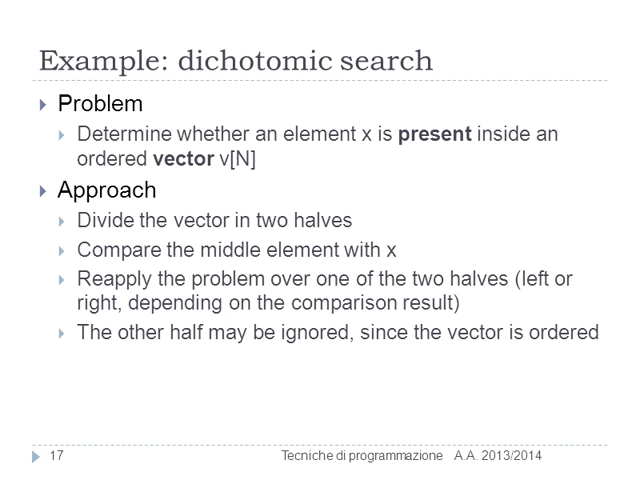 Example: dichotomic search
Problem
Determine whether an element x is present inside an
ordered vector v[N]
Approach
Divide the vector in two halves
Compare the middle element with x
Reapply the problem over one of the two halves (left or
right, depending on the comparison result)
The other half may be ignored, since the vector is ordered
17 Tecniche di programmazione A.A. 2013/2014